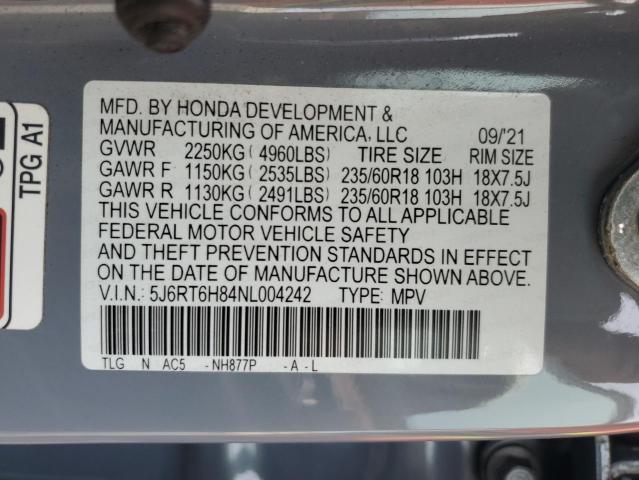 MFD. BY HONDA DEVELOPMENT &
MANUFACTURING OF AMERICA, LLC 09/'21
GVWR 2250KG (4960LBS) TIRE SIZE RIM SIZE
GAWR F 1150KG (2535LBS) 235/60R18 103H 18X7.5J
GAWR R 1130KG (2491LBS) 235/60R18 103H 18X7.5J
THIS VEHICLE CONFORMS TO ALL APPLICABLE
FEDERAL MOTOR VEHICLE SAFETY
AND THEFT PREVENTION STANDARDS IN EFFECT
ON THE DATE OF MANUFACTURE SHOWN ABOVE.
V.I.N.: 5J6RT6H84NL004242 TYPE: MPV
TLG N AC5 -NH877P -A-L
TPG A1